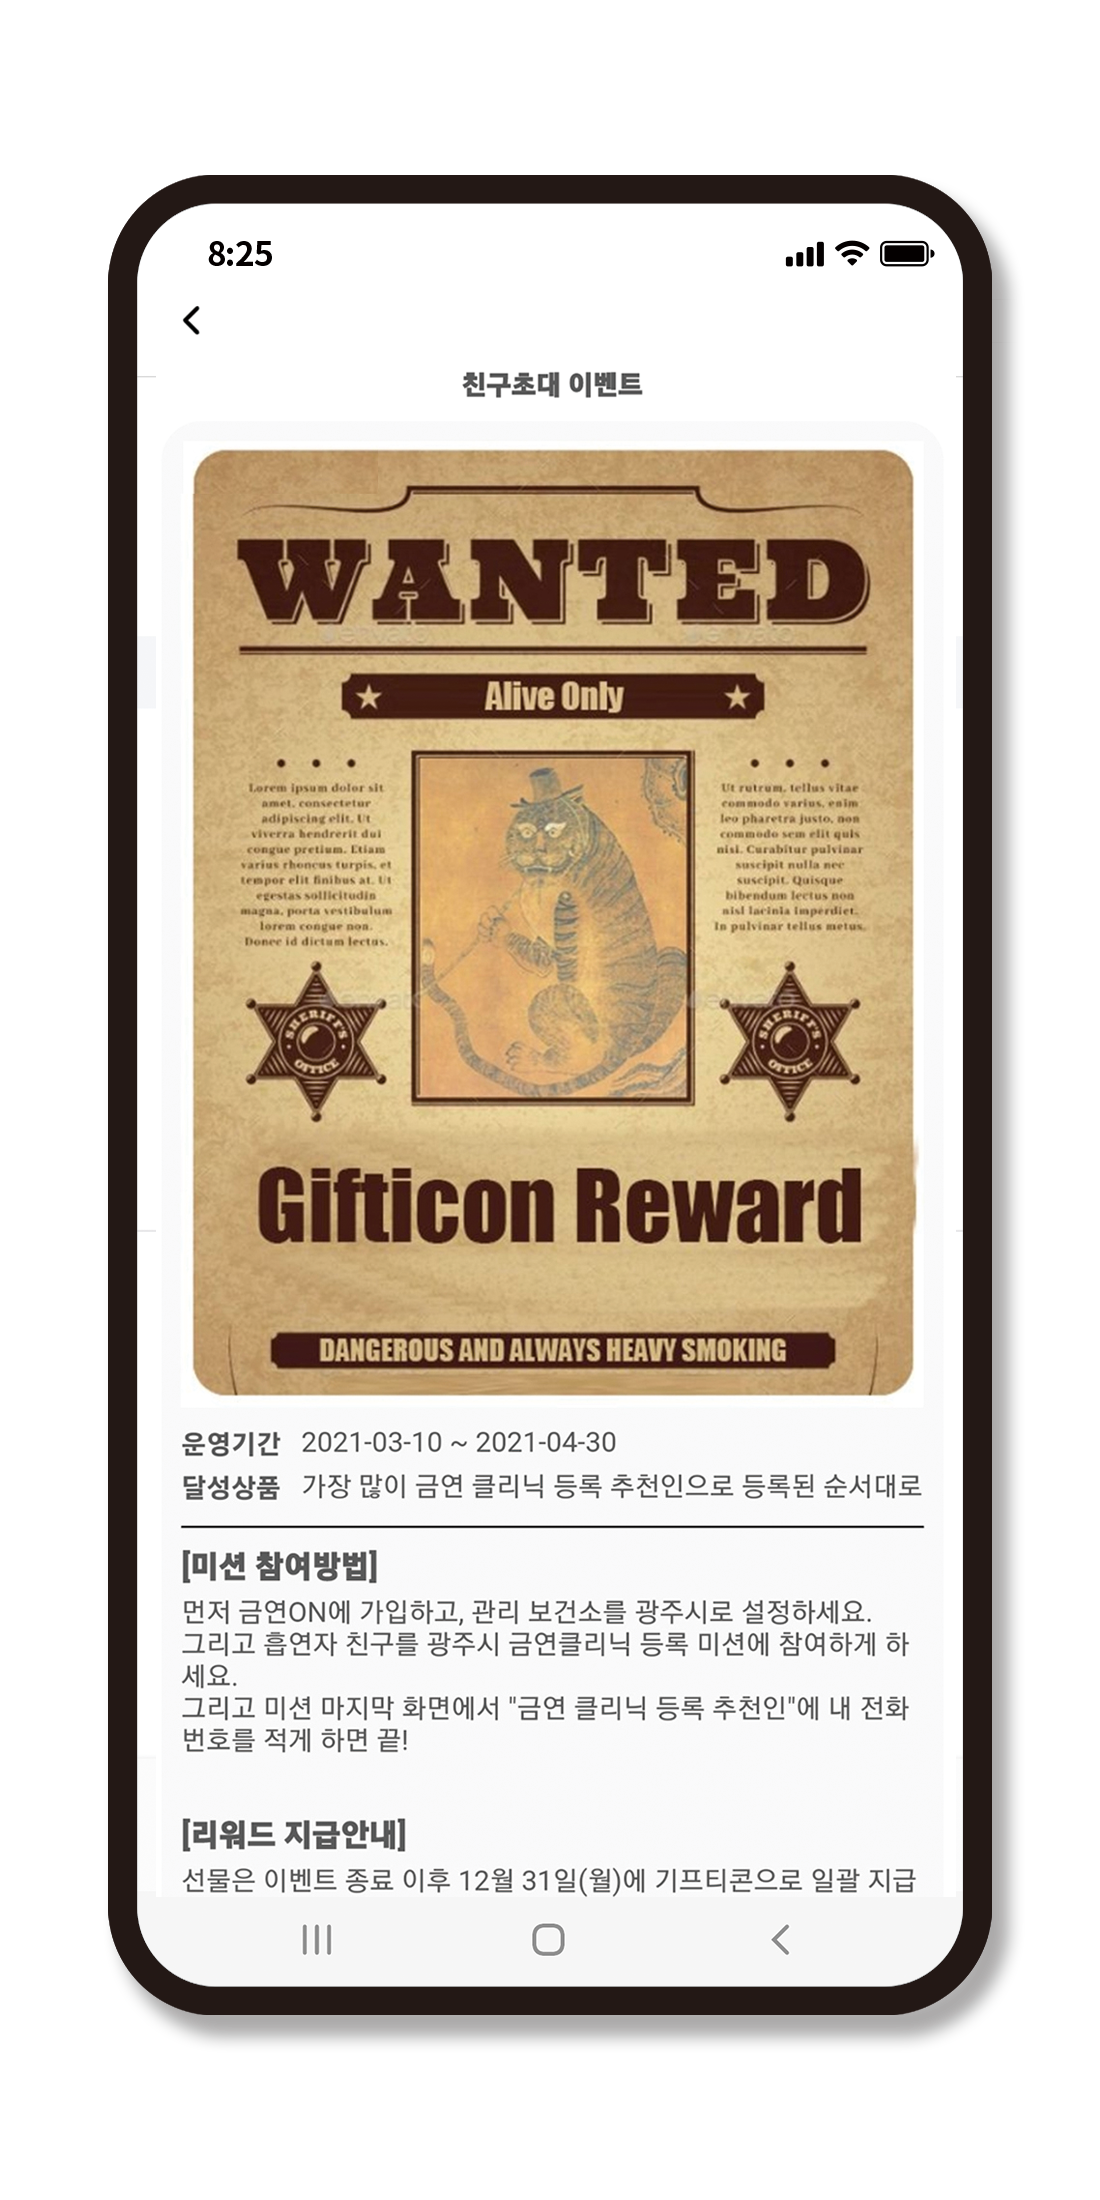 8:25
친구초대 이벤트
WANTED
Alive Only
Lorem ipsum dolor sit
amet, consectetur
adipiscing elit. Ut
viverra hendrerit dui
congue pretium. Etiam
varius rhoncus turpis, et
tempor elit finibus at. Ut
egestas sollicitudin
magna, porta vestibulum
lorem congue non.
Donec id dictum lectus.
Ut rutrum, tellus vitae
commodo varius, enim
leo pharetra justo, non
commodo sem elit quis
nisi. Curabitur pulvinar
suscipit nulla nec
suscipit. Quisque
bibendum lectus non
nisl lacinia imperdiet.
In pulvinar tellus metus.
SHERIFF'S
OFFICE
SHERIFF'S
OFFICE
Gifticon Reward
DANGEROUS AND ALWAYS HEAVY SMOKING
운영기간 2021-03-10 ~ 2021-04-30
달성상품 가장 많이 금연 클리닉 등록 추천인으로 등록된 순서대로
[미션 참여방법]
먼저 금연ON에 가입하고, 관리 보건소를 광주시로 설정하세요.
그리고 흡연자 친구를 광주시 금연클리닉 등록 미션에 참여하게 하
세요.
그리고 미션 마지막 화면에서 "금연 클리닉 등록 추천인"에 내 전화
번호를 적게 하면 끝!
[리워드 지급안내]
선물은 이벤트 종료 이후 12월 31일(월)에 기프티콘으로 일괄 지급